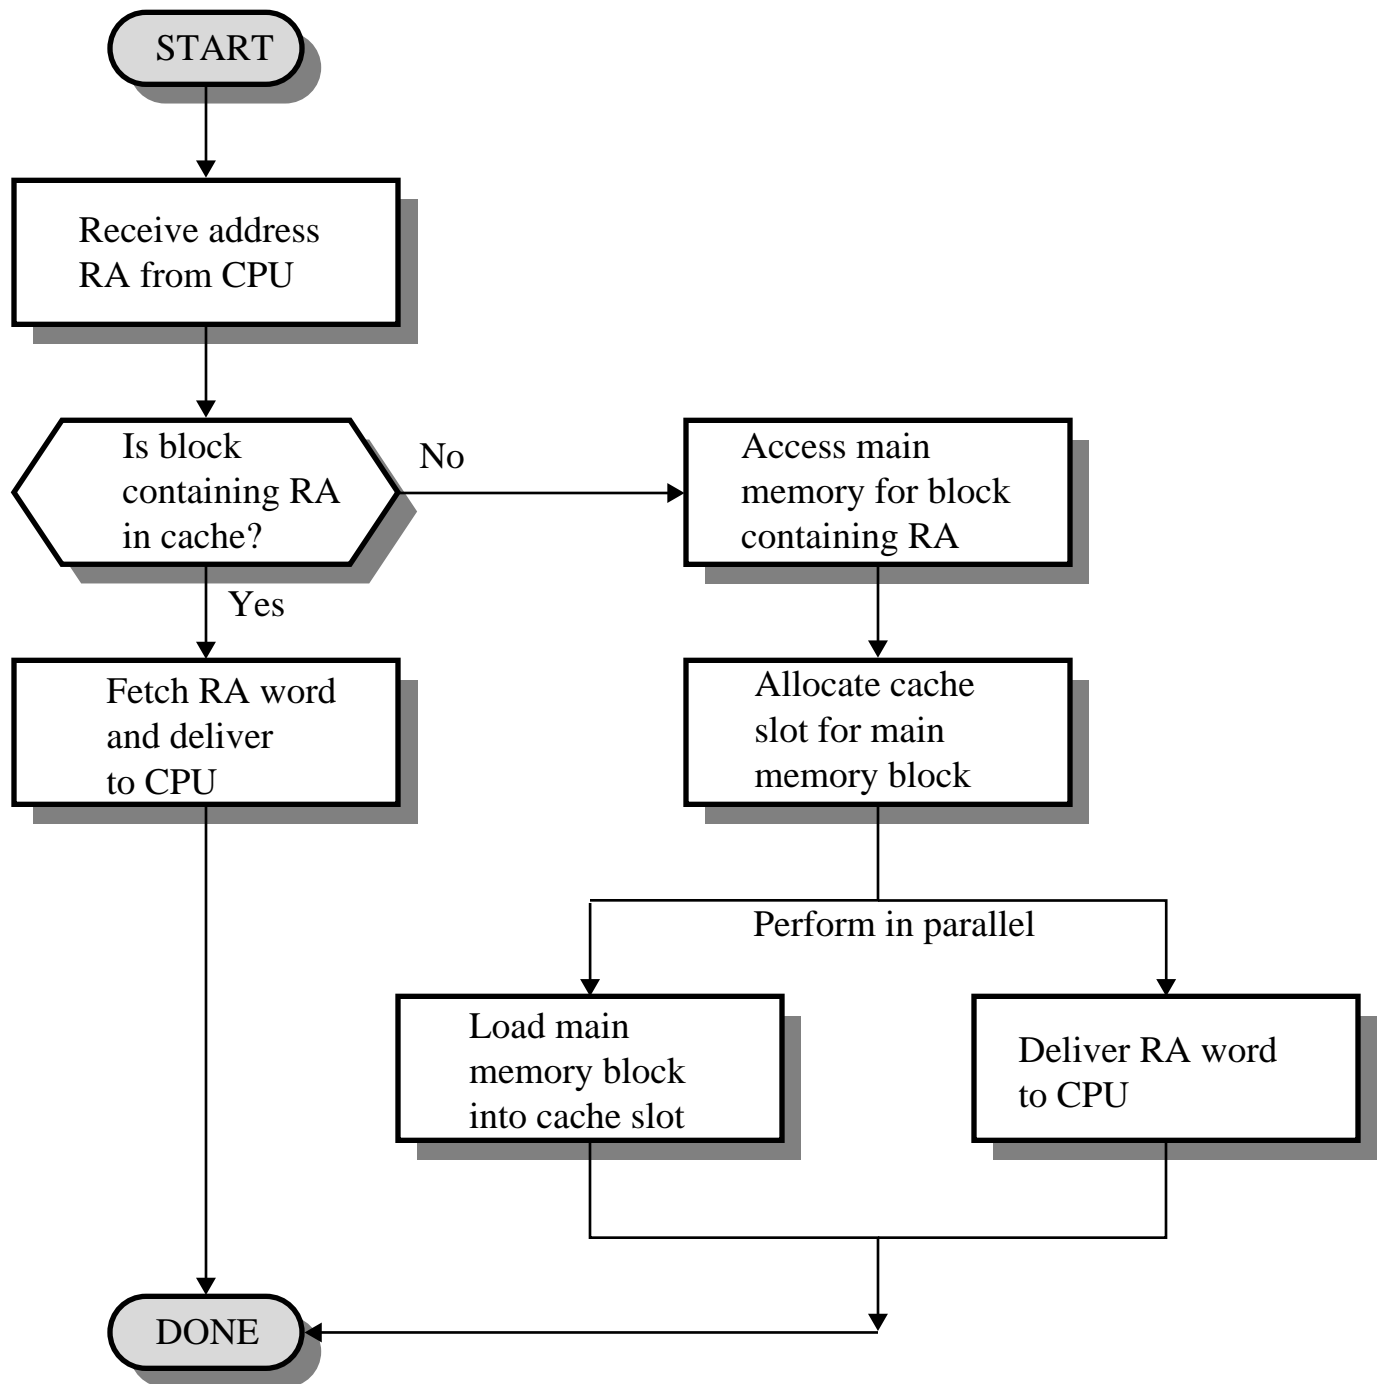 START
Receive address
RA from CPU
Is block
containing RA
in cache?
No
Access main
memory for block
containing RA
Yes
Fetch RA word
and deliver
to CPU
Allocate cache
slot for main
memory block
Perform in parallel
Load main
memory block
into cache slot
Deliver RA word
to CPU
DONE